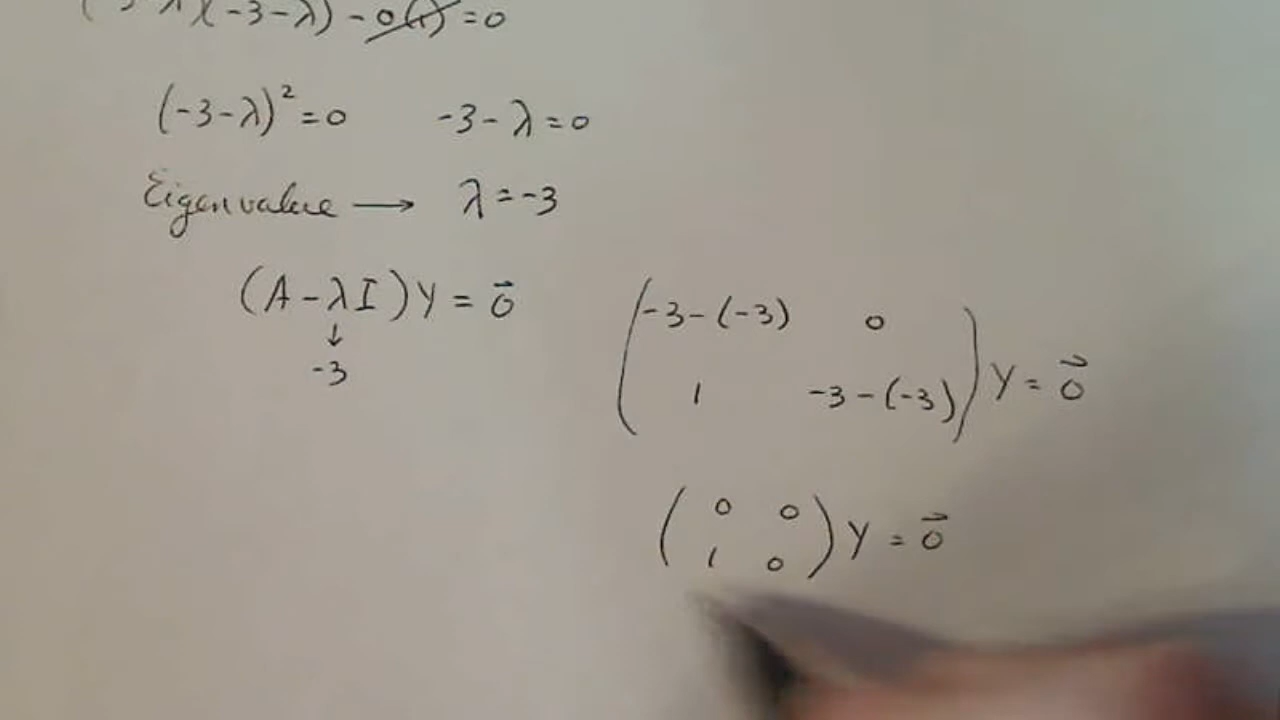 (-3-λ) - 0(1) = 0
(-3-λ)² = 0    -3-λ = 0
Eigenvalue → λ = -3
(A-λI)Y = 0⃗
↓
-3
(-3-(-3)  0
1  -3-(-3)) Y = 0⃗
(0  0
1  0) Y = 0⃗